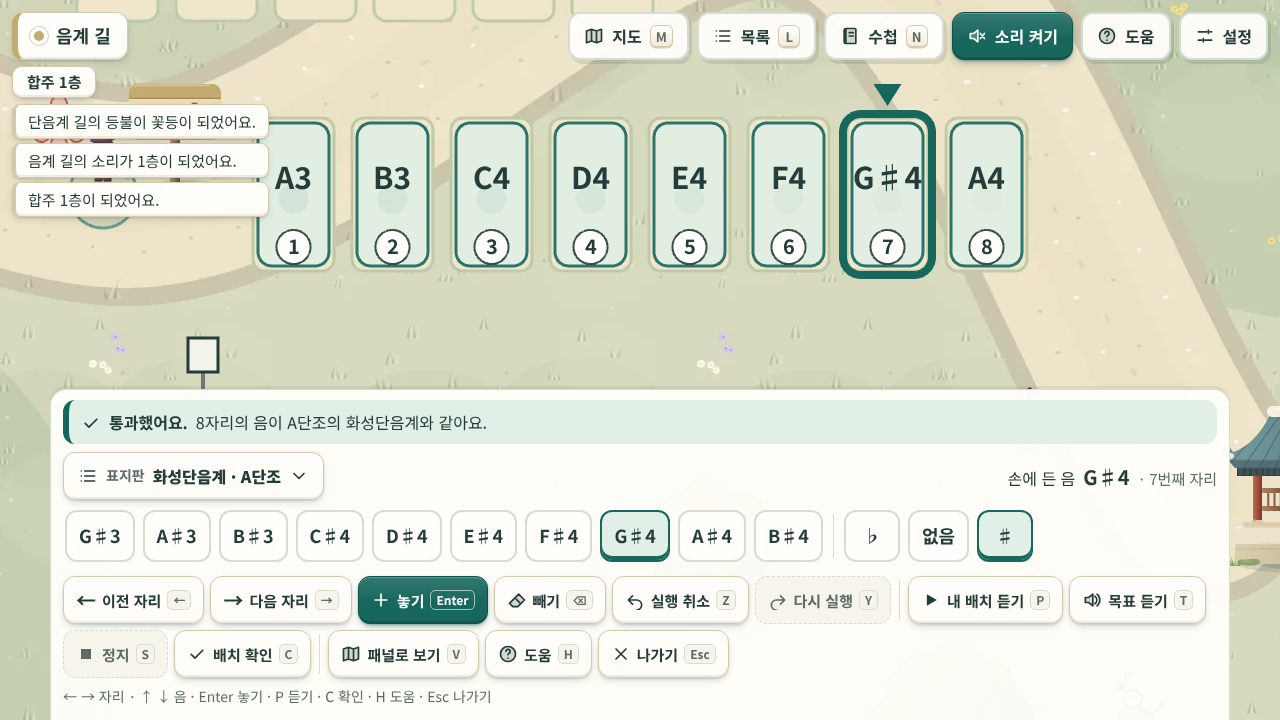 음계 길
지도 M
목록 L
수첩 N
소리 켜기
도움
설정
합주 1층
단음계 길의 등불이 꽃등이 되었어요.
음계 길의 소리가 1층이 되었어요.
합주 1층이 되었어요.
A3 B3 C4 D4 E4 F4 G♯4 A4
1 2 3 4 5 6 7 8
통과했어요. 8자리의 음이 A단조의 화성단음계와 같아요.
표지판 화성단음계 · A단조
손에 든 음 G♯4 · 7번째 자리
G♯3 A♯3 B♯3 C♯4 D♯4 E♯4 F♯4 G♯4 A♯4 B♯4 ♭ 없음 ♯
← 이전 자리 ← → 다음 자리 → 놓기 Enter 빼기 ⌫ 실행 취소 Z 다시 실행 Y 내 배치 듣기 P 목표 듣기 T
정지 S 배치 확인 C 패널로 보기 V 도움 H 나가기 Esc
← → 자리 · ↑ ↓ 음 · Enter 놓기 · P 듣기 · C 확인 · H 도움 · Esc 나가기